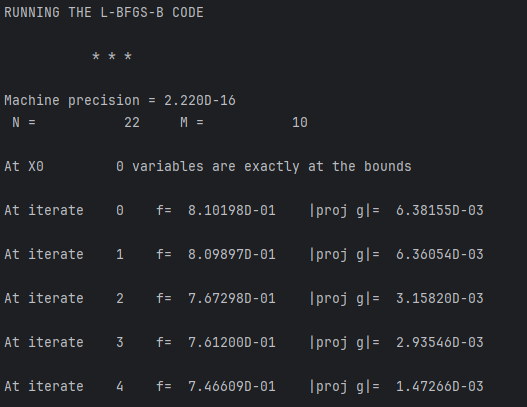 RUNNING THE L-BFGS-B CODE
* * *
Machine precision = 2.220D-16
N = 22 M = 10
At X0 0 variables are exactly at the bounds
At iterate 0 f= 8.10198D-01 |proj g|= 6.38155D-03
At iterate 1 f= 8.09897D-01 |proj g|= 6.36054D-03
At iterate 2 f= 7.67298D-01 |proj g|= 3.15820D-03
At iterate 3 f= 7.61200D-01 |proj g|= 2.93546D-03
At iterate 4 f= 7.46609D-01 |proj g|= 1.47266D-03